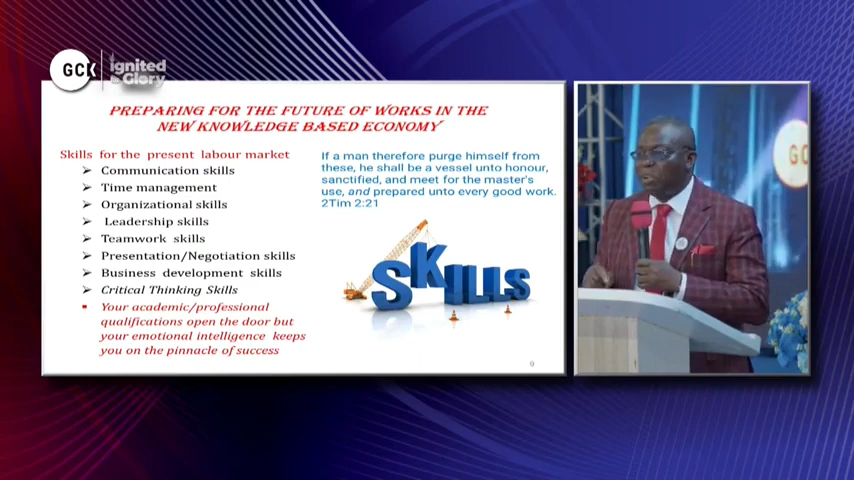 GCK
Ignited
Glory
PREPARING FOR THE FUTURE OF WORKS IN THE
NEW KNOWLEDGE BASED ECONOMY
Skills for the present labour market
➢ Communication skills
➢ Time management
➢ Organizational skills
➢ Leadership skills
➢ Teamwork skills
➢ Presentation/Negotiation skills
➢ Business development skills
➢ Critical Thinking Skills
▪ Your academic/professional
qualifications open the door but
your emotional intelligence keeps
you on the pinnacle of success
If a man therefore purge himself from
these, he shall be a vessel unto honour,
sanctified, and meet for the master's
use, and prepared unto every good work.
2Tim 2:21
SKILLS
9
GC